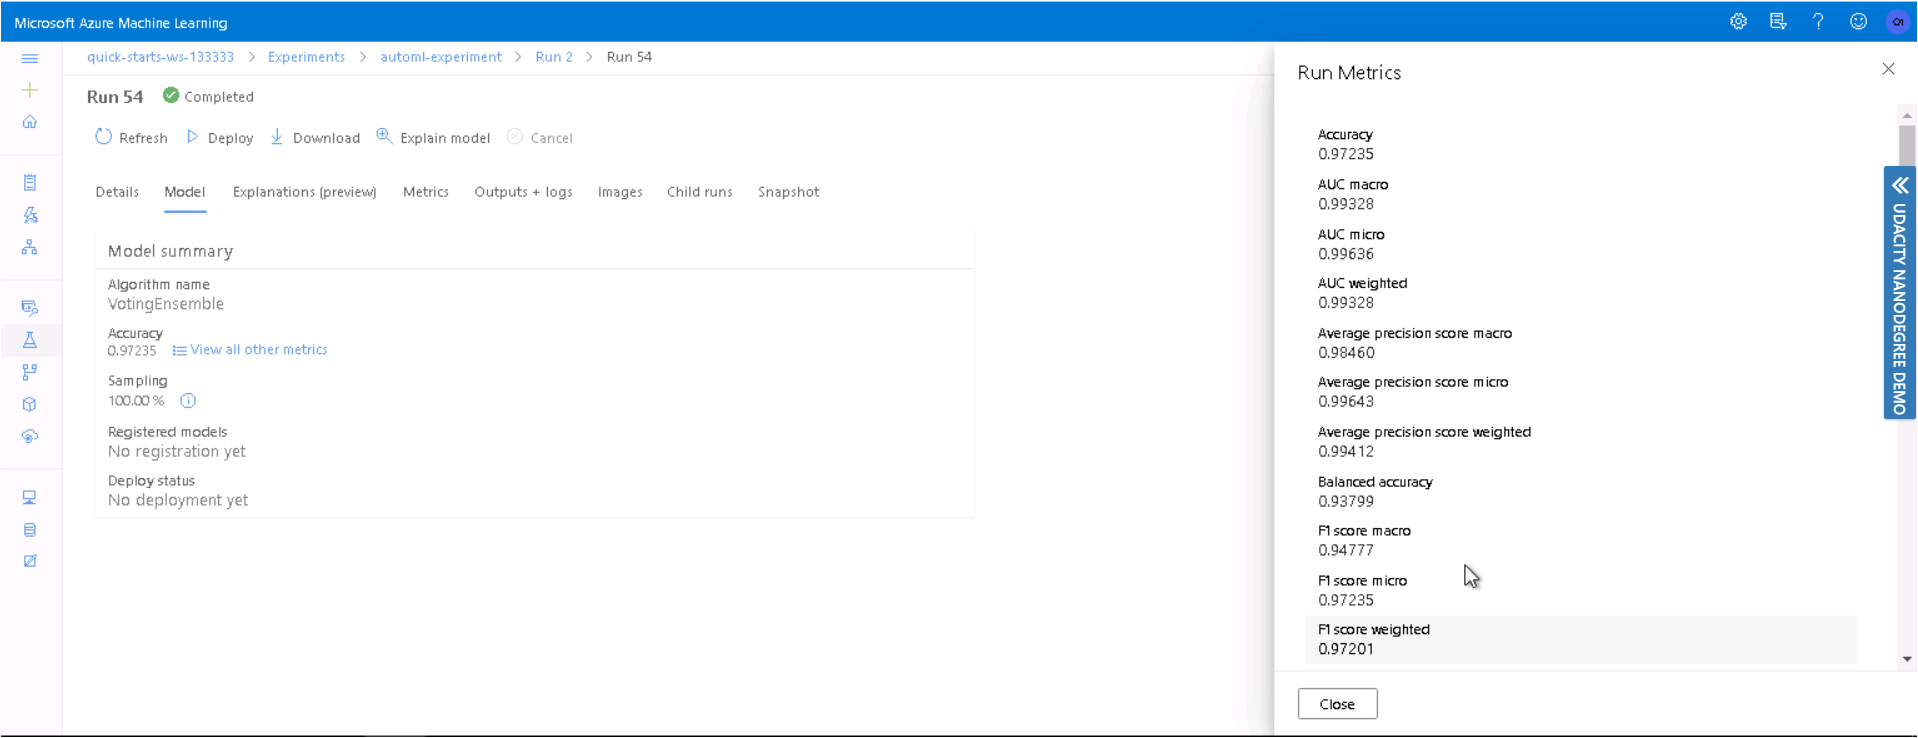 Microsoft Azure Machine Learning
quick-starts-ws-133333 > Experiments > automl-experiment > Run 2 > Run 54
Run 54 Completed
Refresh Deploy Download Explain model Cancel
Details Model Explanations (preview) Metrics Outputs + logs Images Child runs Snapshot
Model summary
Algorithm name
VotingEnsemble
Accuracy
0.97235 View all other metrics
Sampling
100.00 %
Registered models
No registration yet
Deploy status
No deployment yet
Run Metrics
Accuracy
0.97235
AUC macro
0.99328
AUC micro
0.99636
AUC weighted
0.99328
Average precision score macro
0.98460
Average precision score micro
0.99643
Average precision score weighted
0.99412
Balanced accuracy
0.93799
F1 score macro
0.94777
F1 score micro
0.97235
F1 score weighted
0.97201
Close
UDACITY NANODEGREE DEMO